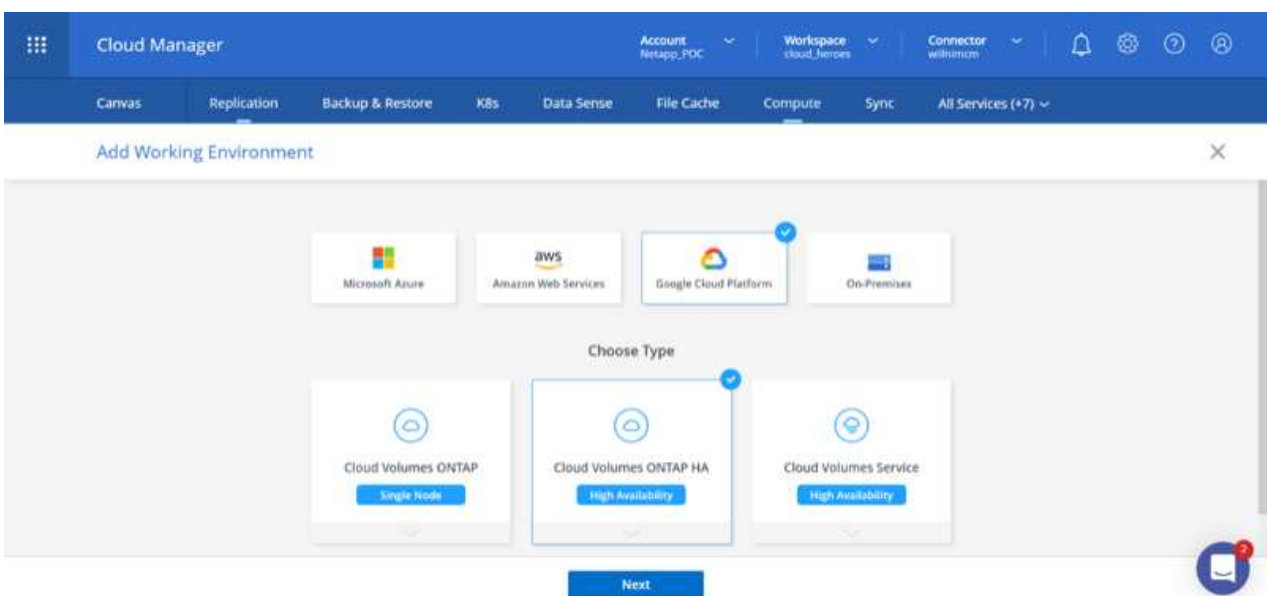 Cloud Manager
Account
Netapp_POC
Workspace
cloud_heroes
Connector
willnimcm
Canvas Replication Backup & Restore K8s Data Sense File Cache Compute Sync All Services (+7)
Add Working Environment
aws
Microsoft Azure Amazon Web Services Google Cloud Platform On-Premises
Choose Type
Cloud Volumes ONTAP Cloud Volumes ONTAP HA Cloud Volumes Service
Single Node High Availability High Availability
2
Next